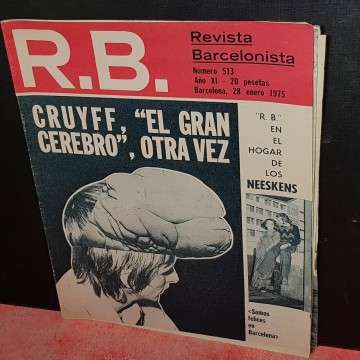 R.B.
Revista
Barcelonista
Número 513
Año XI - 20 pesetas
Barcelona, 28 enero 1975
CRUYFF, "EL GRAN
CEREBRO", OTRA VEZ
"R. B."
EN
EL
HOGAR
DE
LOS
NEESKENS
«Somos
felices
en
Barcelona»